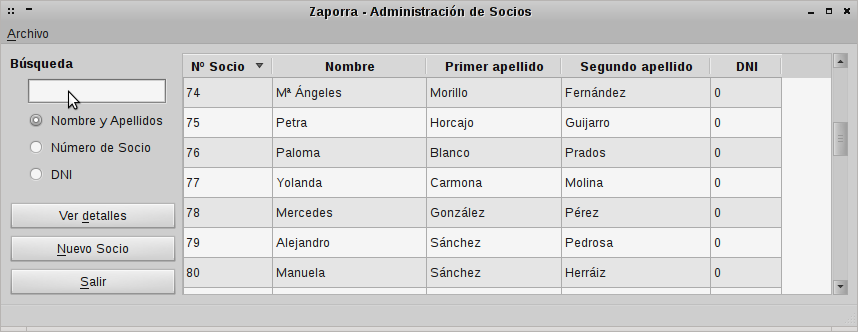 Zaporra - Administración de Socios
Archivo
Búsqueda
Nombre y Apellidos
Número de Socio
DNI
Ver detalles
Nuevo Socio
Salir
Nº Socio Nombre Primer apellido Segundo apellido DNI
74 Mª Ángeles Morillo Fernández 0
75 Petra Horcajo Guijarro 0
76 Paloma Blanco Prados 0
77 Yolanda Carmona Molina 0
78 Mercedes González Pérez 0
79 Alejandro Sánchez Pedrosa 0
80 Manuela Sánchez Herráiz 0